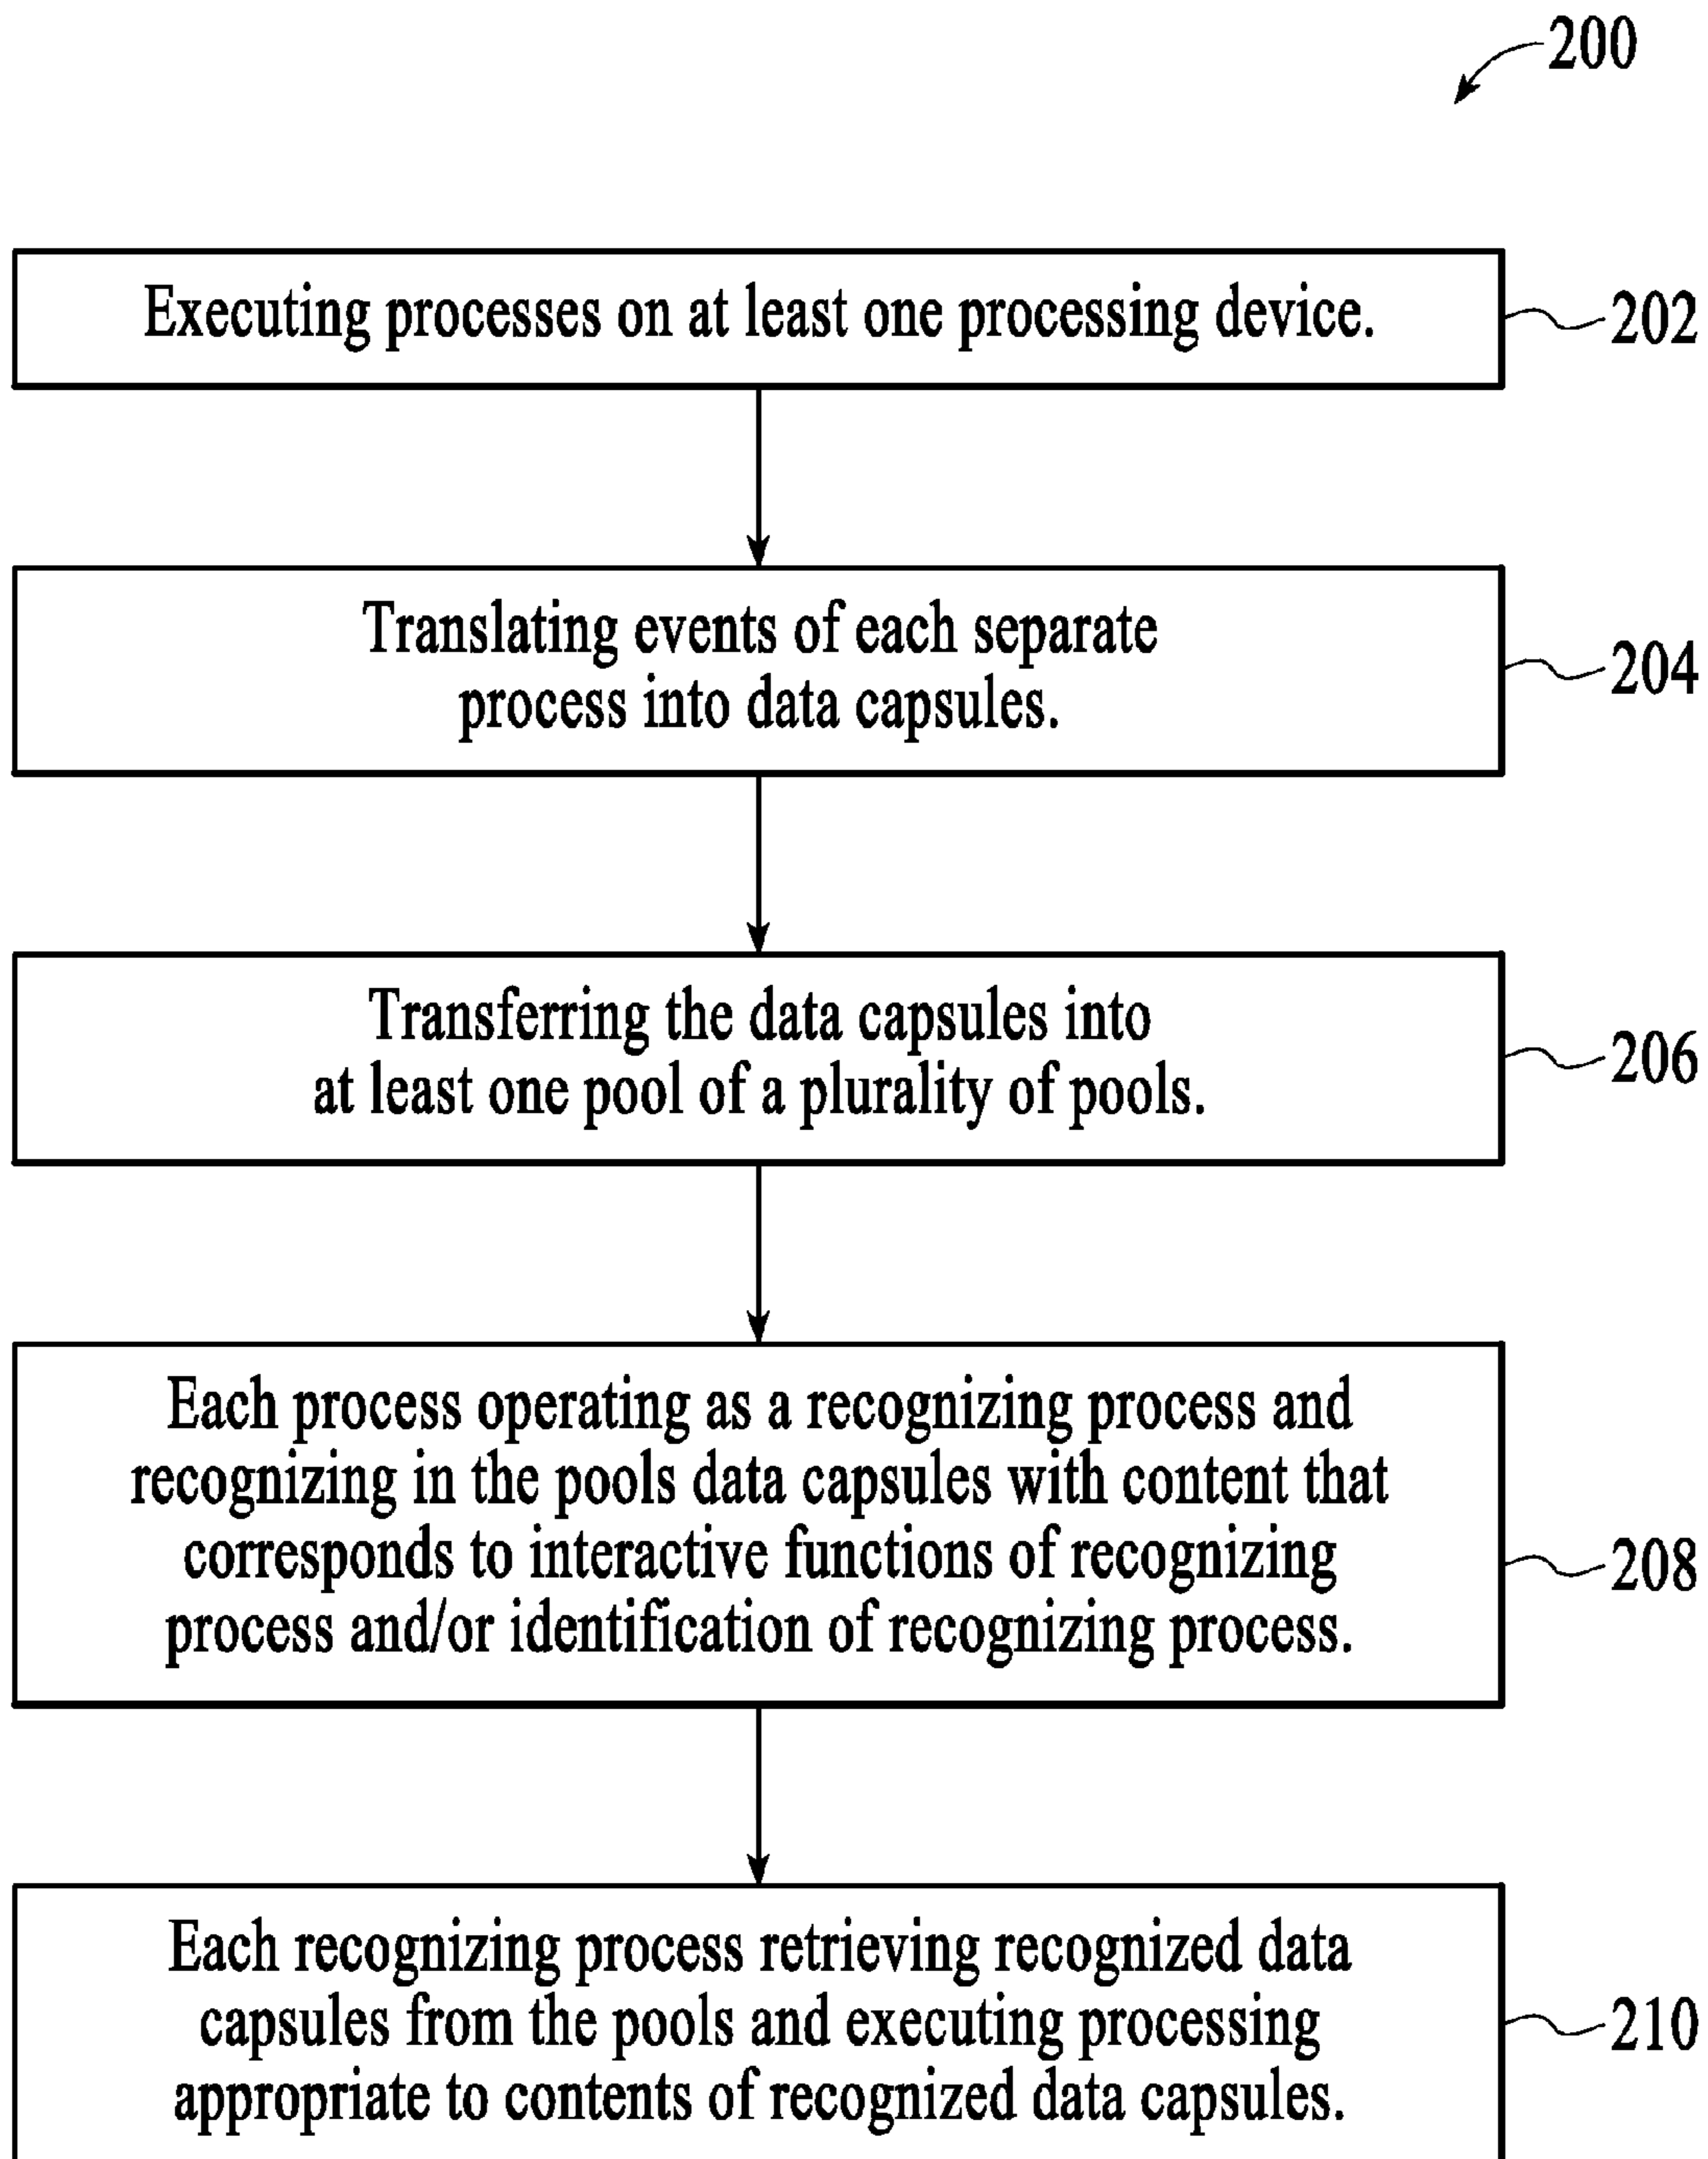 200
Executing processes on at least one processing device.
202
Translating events of each separate
process into data capsules.
204
Transferring the data capsules into
at least one pool of a plurality of pools.
206
Each process operating as a recognizing process and
recognizing in the pools data capsules with content that
corresponds to interactive functions of recognizing
process and/or identification of recognizing process.
208
Each recognizing process retrieving recognized data
capsules from the pools and executing processing
appropriate to contents of recognized data capsules.
210